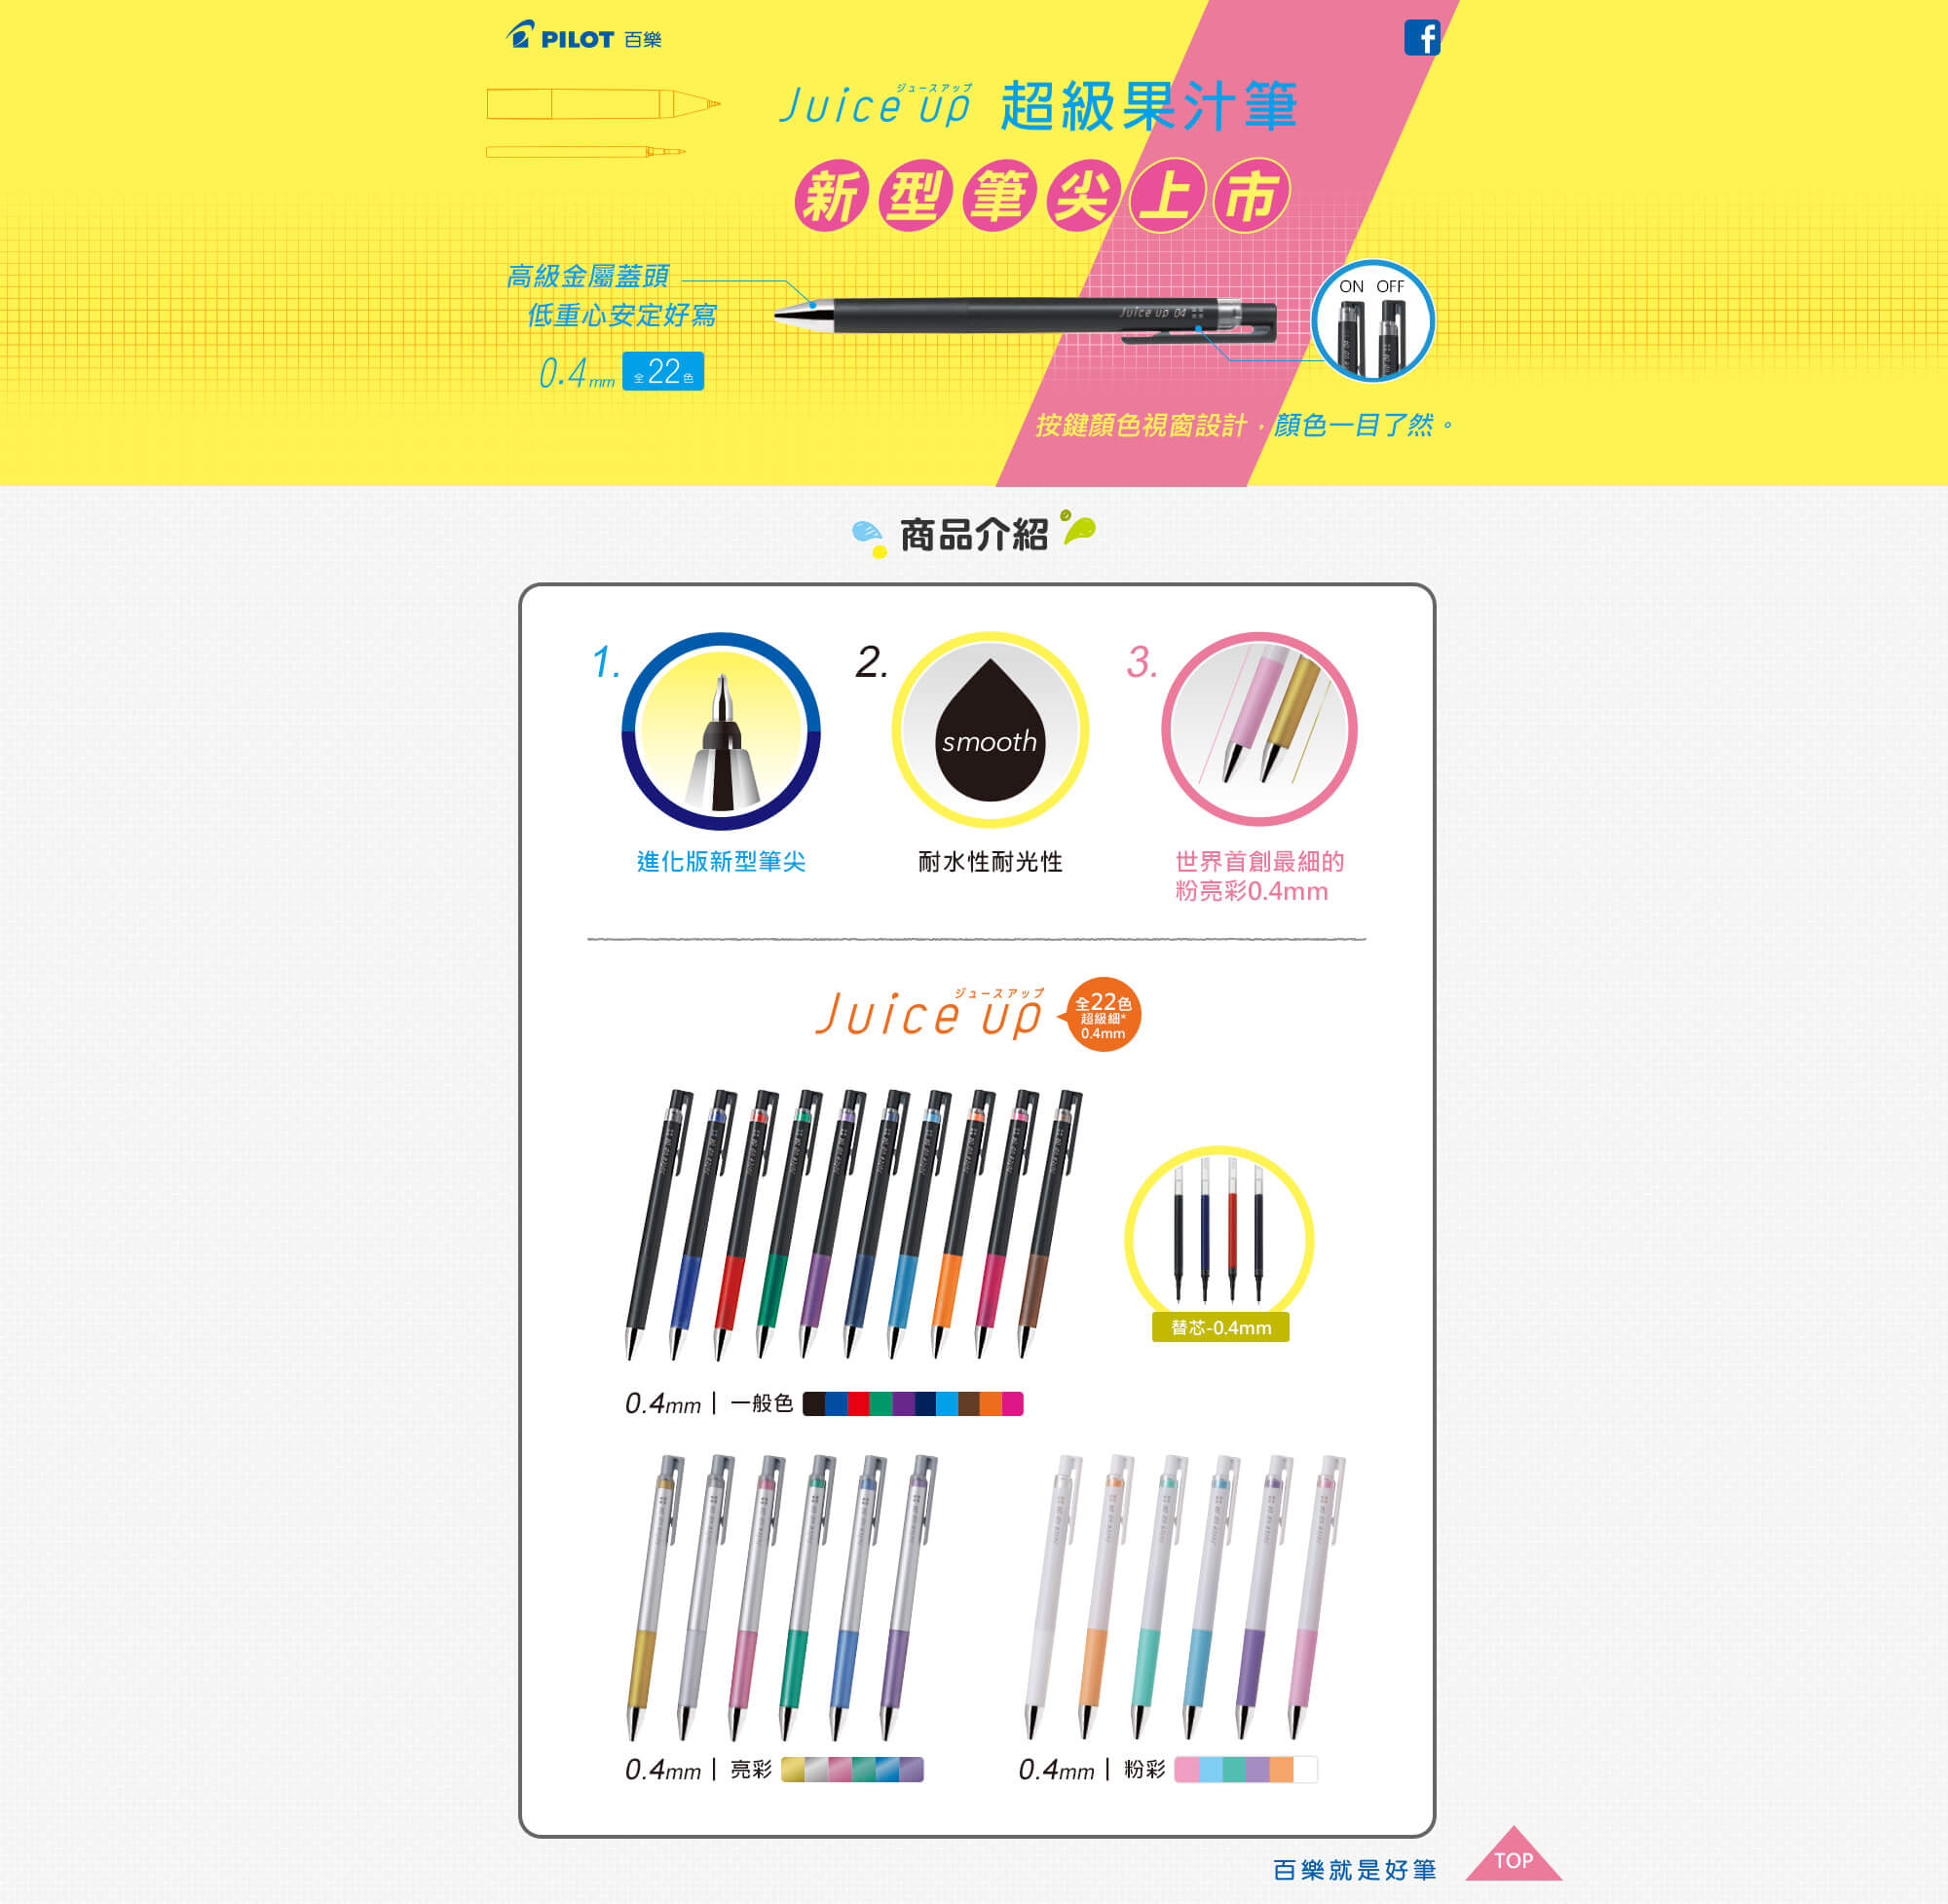 PILOT 百樂
f
ジュースアップ
Juice up 超級果汁筆
新型筆尖上市
高級金屬蓋頭
低重心安定好寫
0.4mm 全22色
Juice up 04
ON OFF
按鍵顏色視窗設計,顏色一目了然。
商品介紹
1.
2.
3.
smooth
進化版新型筆尖
耐水性耐光性
世界首創最細的
粉亮彩0.4mm
ジュースアップ
Juice up
全22色
超級細*
0.4mm
替芯-0.4mm
0.4mm | 一般色
0.4mm | 亮彩
0.4mm | 粉彩
百樂就是好筆
TOP